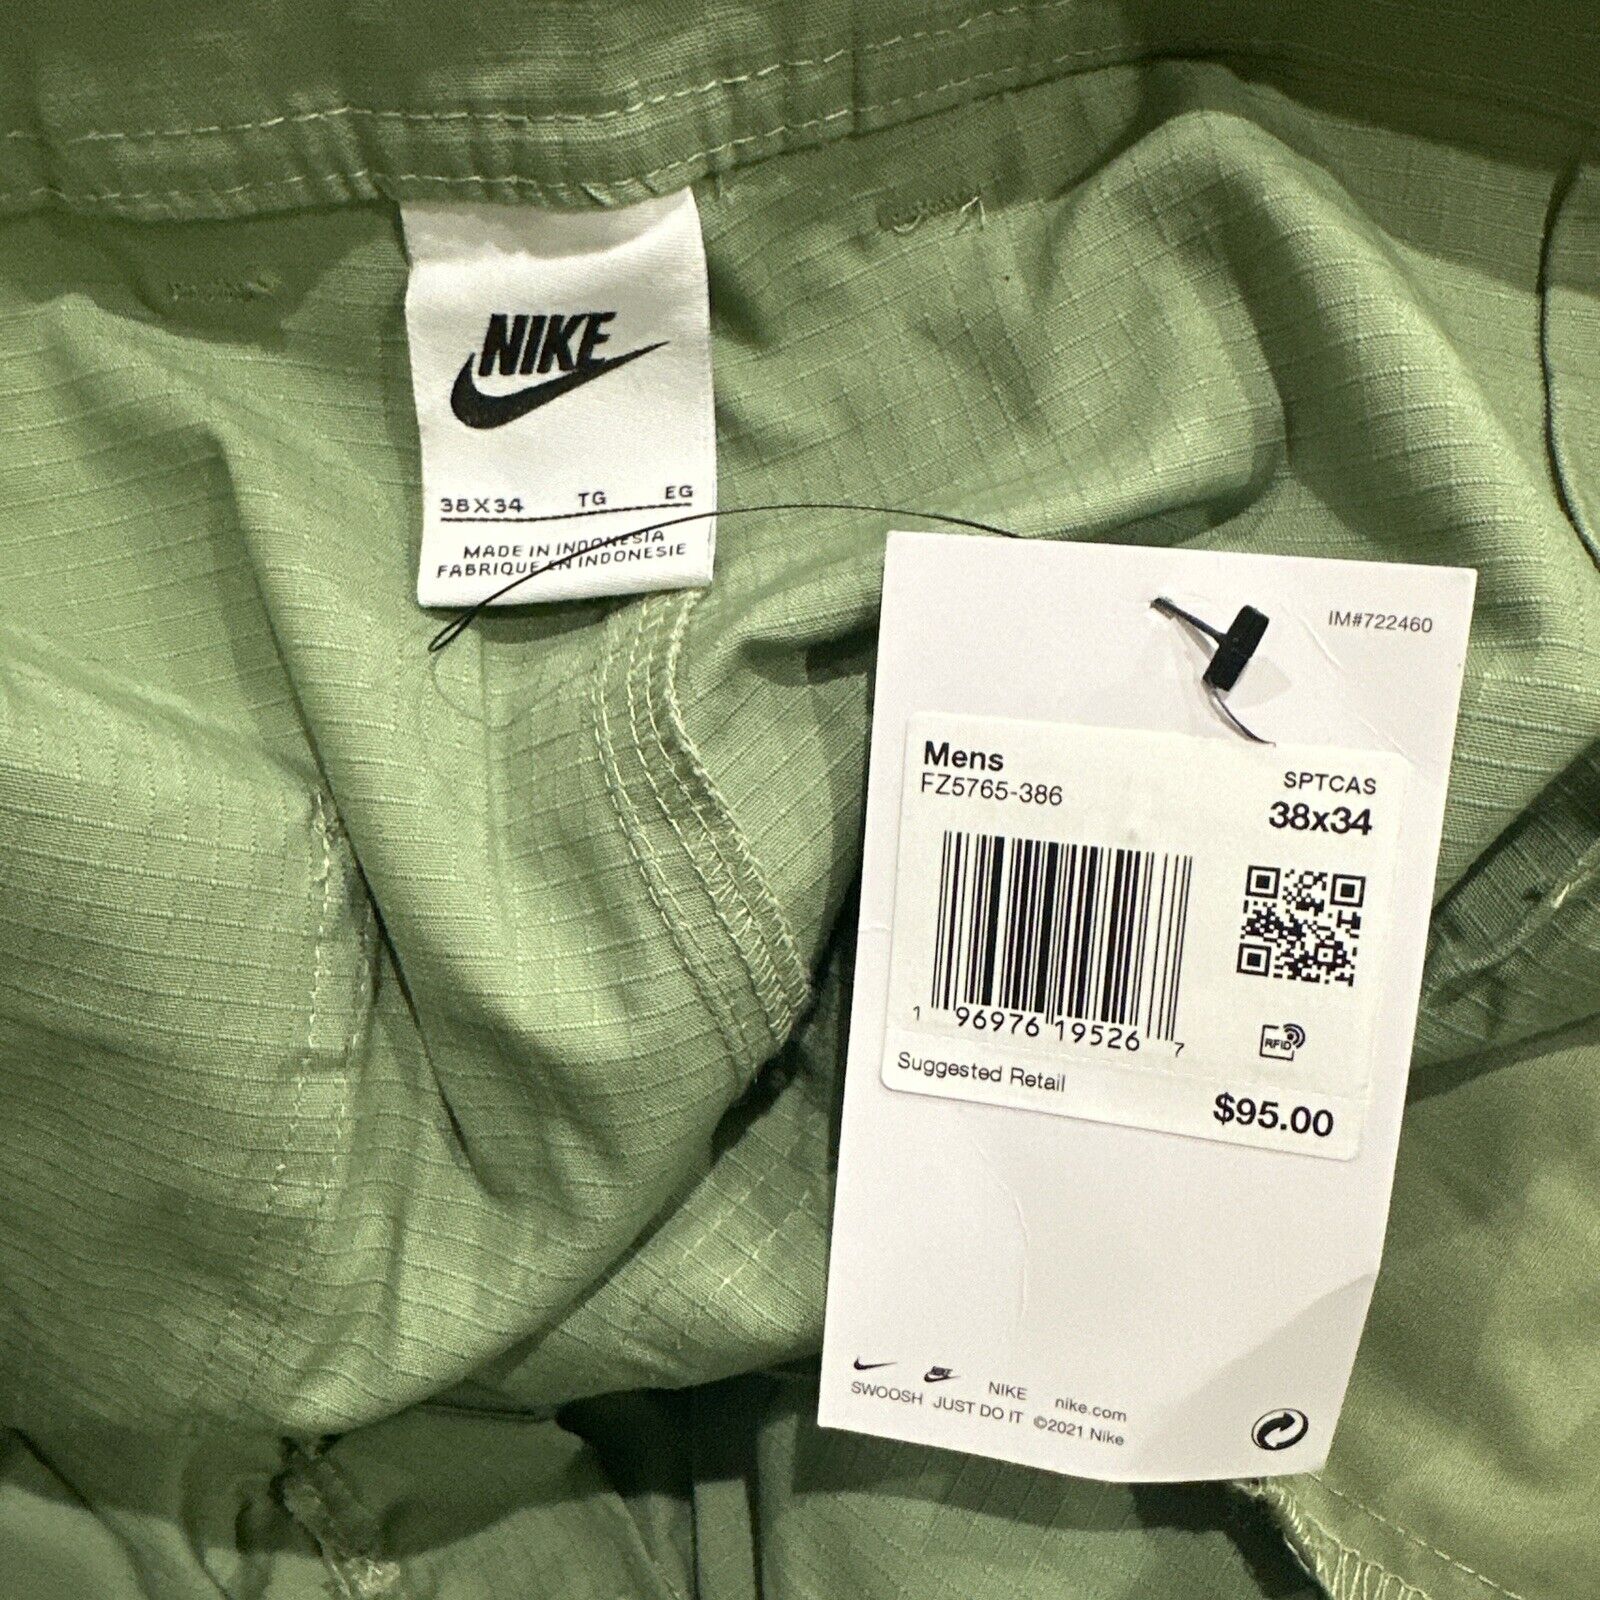 NIKE
38X34 TG EG
MADE IN INDONESIA
FABRIQUE EN INDONESIE
IM#722460
Mens
FZ5765-386
SPTCAS
38x34
1 96976 19526 7
RFID
Suggested Retail
$95.00
NIKE
NIKE nike.com
SWOOSH JUST DO IT ©2021 Nike